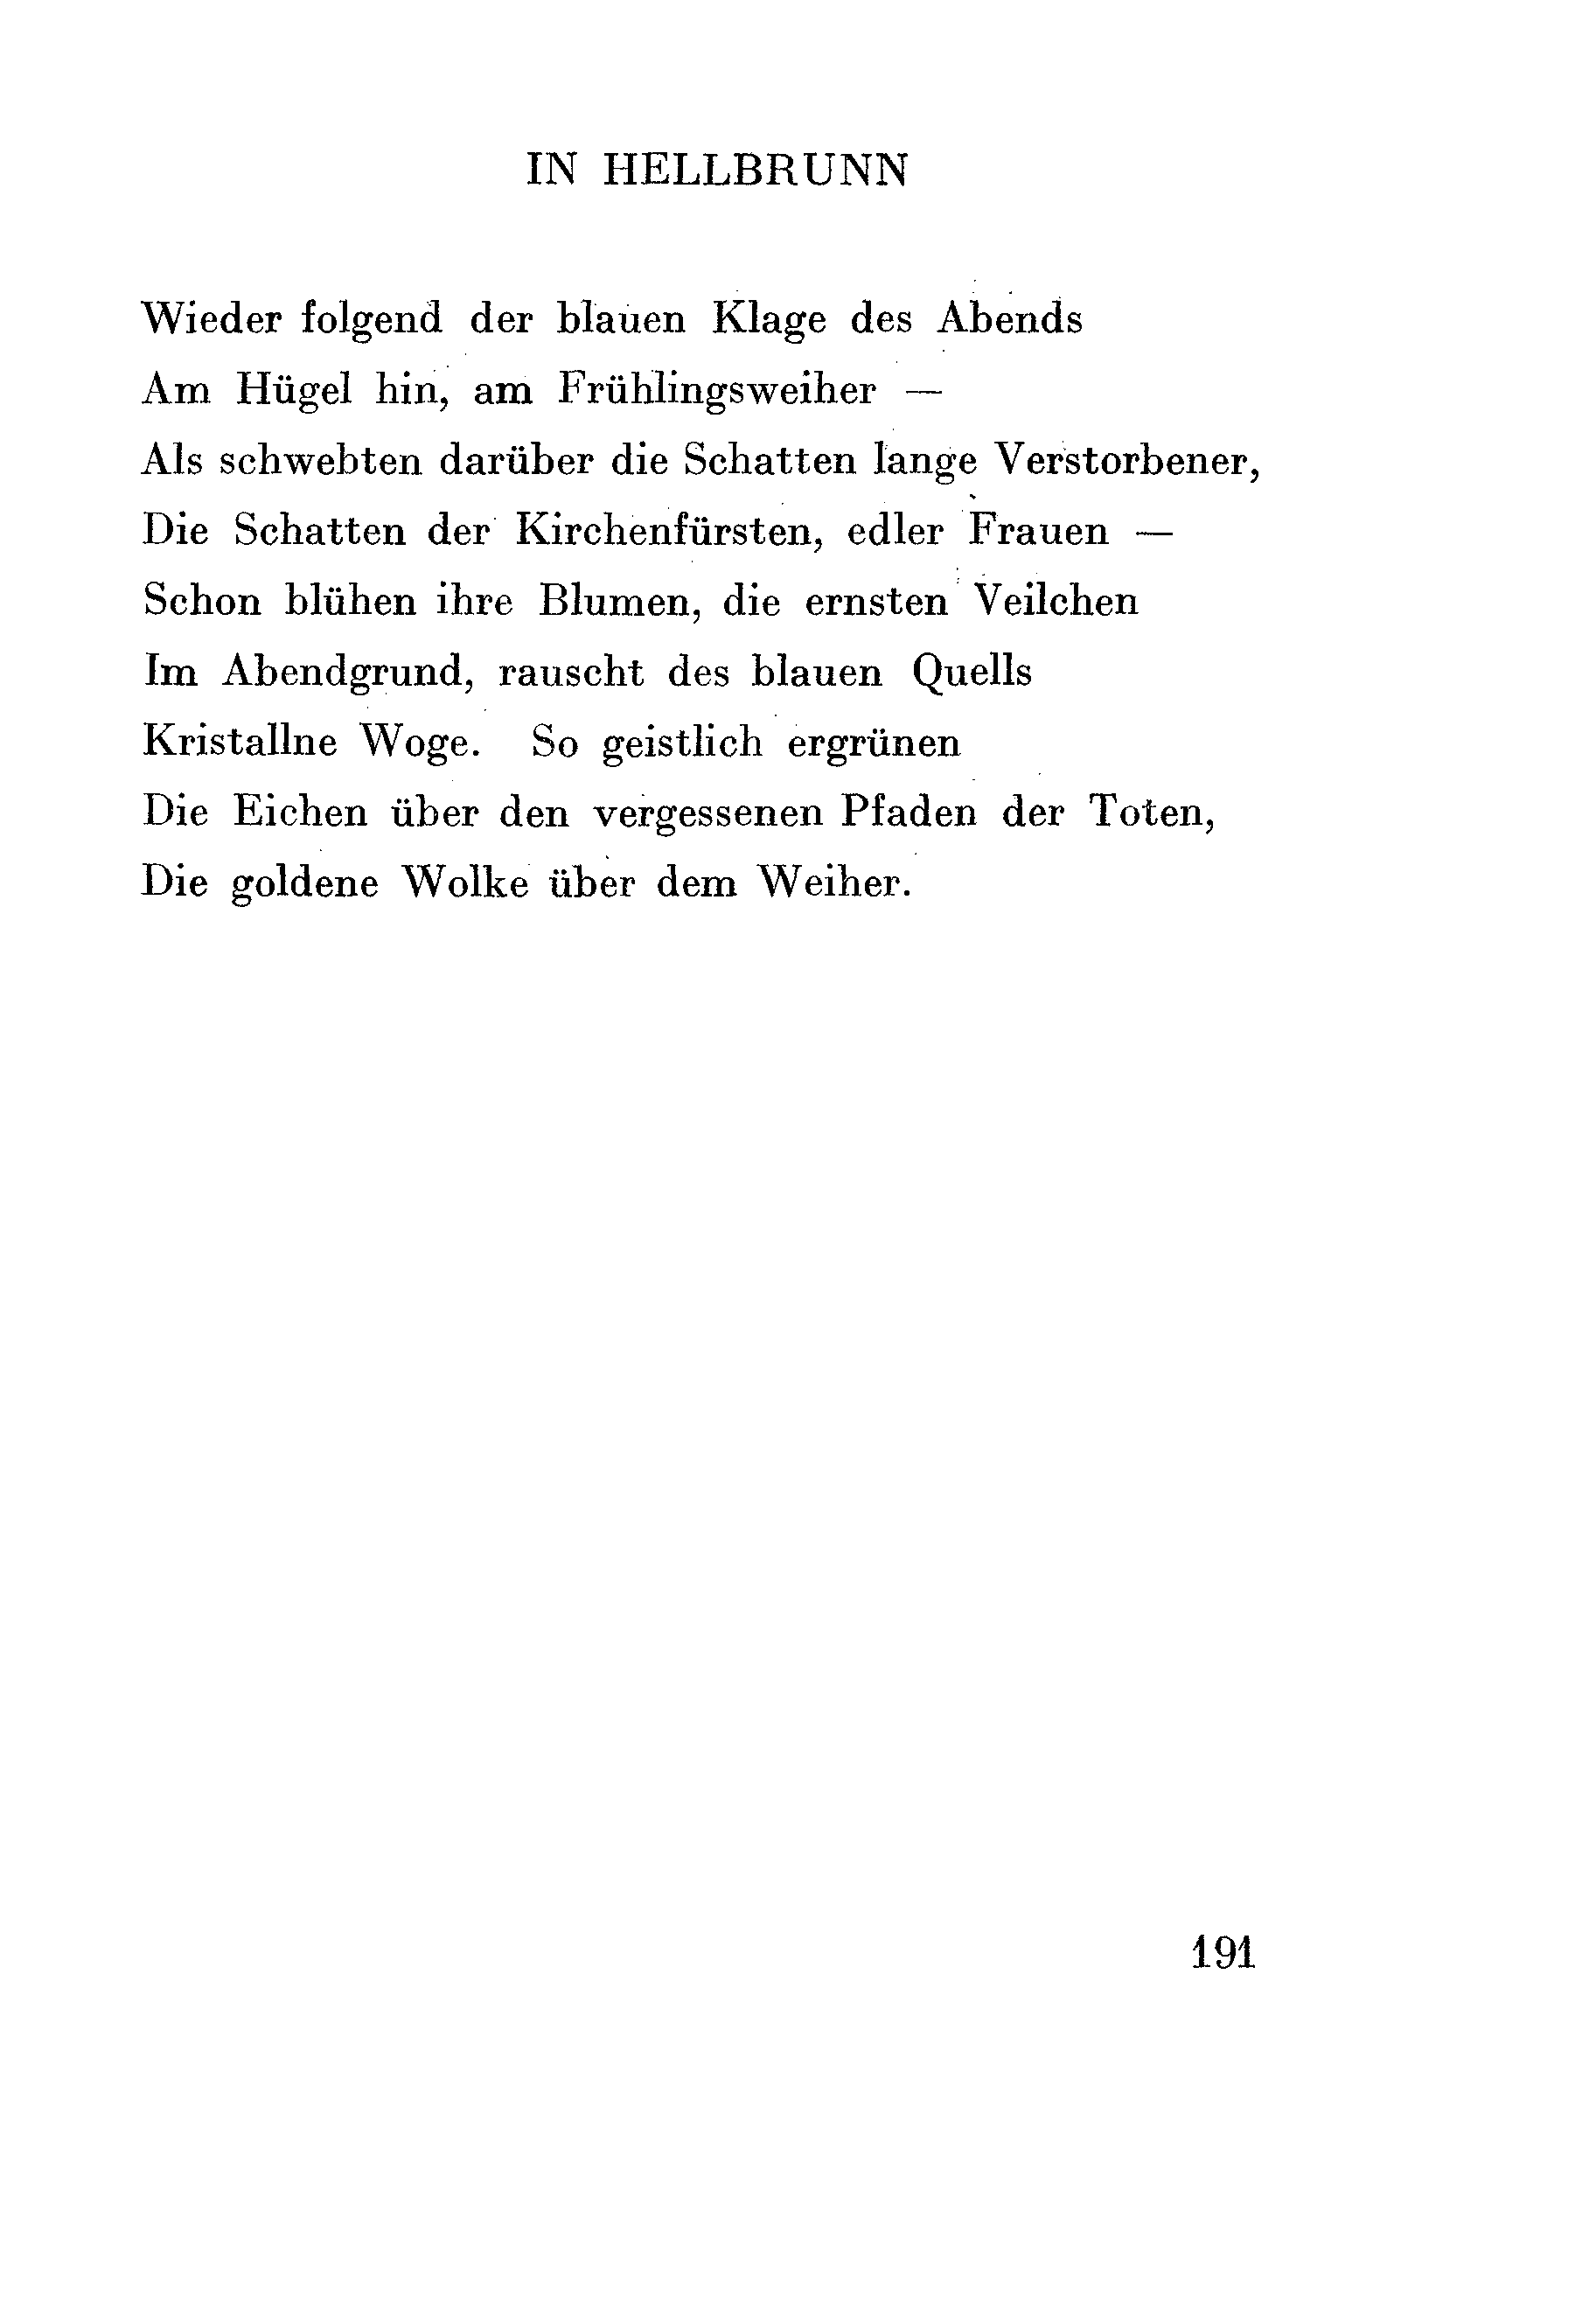 IN HELLBRUNN
Wieder folgend der blauen Klage des Abends
Am Hügel hin, am Frühlingsweiher —
Als schwebten darüber die Schatten lange Verstorbener,
Die Schatten der Kirchenfürsten, edler Frauen —
Schon blühen ihre Blumen, die ernsten Veilchen
Im Abendgrund, rauscht des blauen Quells
Kristallne Woge. So geistlich ergrünen
Die Eichen über den vergessenen Pfaden der Toten,
Die goldene Wolke über dem Weiher.
191